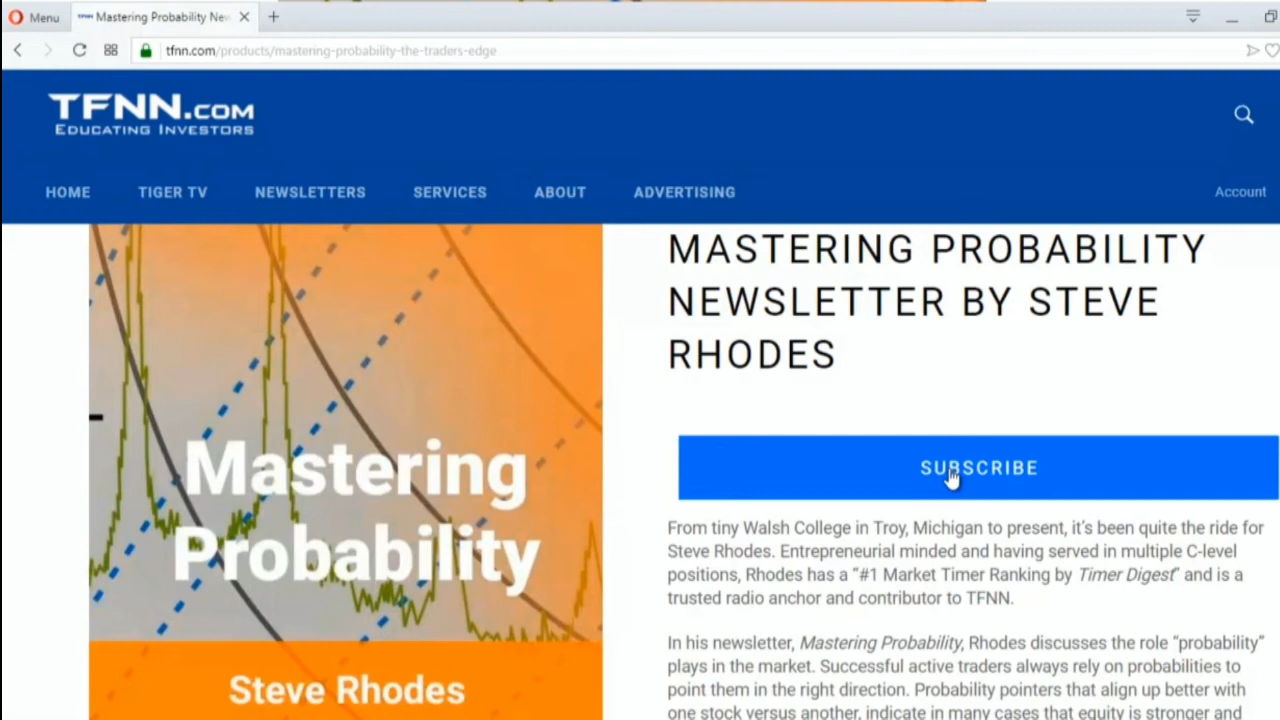 Menu
Mastering Probability New
tfnn.com/products/mastering-probability-the-traders-edge
TFNN.COM
EDUCATING INVESTORS
HOME TIGER TV NEWSLETTERS SERVICES ABOUT ADVERTISING Account
Mastering
Probability
Steve Rhodes
MASTERING PROBABILITY
NEWSLETTER BY STEVE
RHODES
SUBSCRIBE
From tiny Walsh College in Troy, Michigan to present, it's been quite the ride for
Steve Rhodes. Entrepreneurial minded and having served in multiple C-level
positions, Rhodes has a “#1 Market Timer Ranking by Timer Digest” and is a
trusted radio anchor and contributor to TFNN.
In his newsletter, Mastering Probability, Rhodes discusses the role “probability”
plays in the market. Successful active traders always rely on probabilities to
point them in the right direction. Probability pointers that align up better with
one stock versus another, indicate in many cases that equity is stronger and